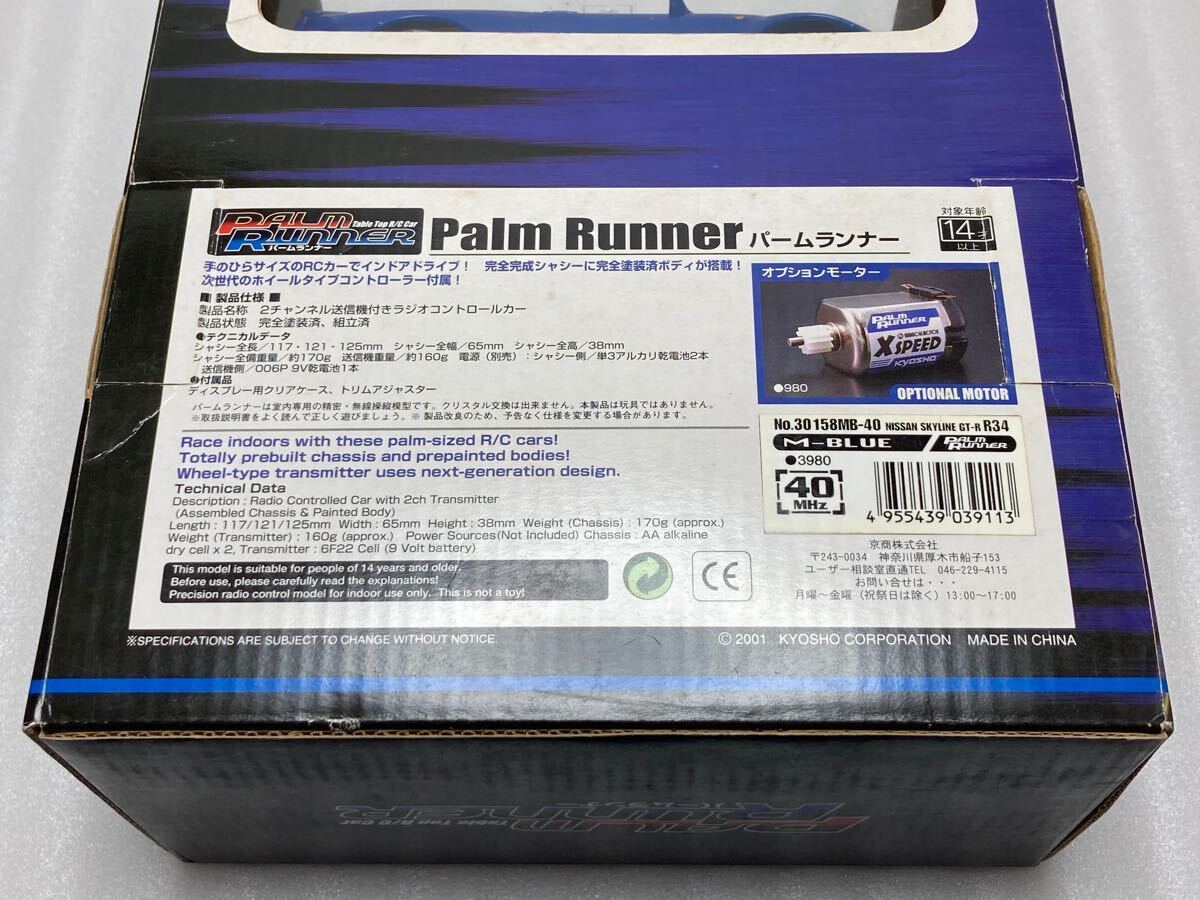 PALM RUNNER
Table Top R/C Car
パームランナー
Palm Runner パームランナー
対象年齢
14才
以上
手のひらサイズのRCカーでインドアドライブ! 完全完成シャシーに完全塗装済ボディが搭載!
次世代のホイールタイプコントローラー付属!
■ 製品仕様 ■
製品名称 2チャンネル送信機付きラジオコントロールカー
製品状態 完全塗装済、組立済
●テクニカルデータ
シャシー全長/117・121・125mm シャシー全幅/65mm シャシー全高/38mm
シャシー全備重量/約170g 送信機重量/約160g 電源(別売):シャシー側/単3アルカリ乾電池2本
送信機側/006P 9V乾電池1本
●付属品
ディスプレー用クリアケース、トリムアジャスター
パームランナーは室内専用の精密・無線操縦模型です。クリスタル交換は出来ません。本製品は玩具ではありません。
※取扱説明書をよく読んで正しく遊びましょう。※ 製品改良のため、予告なく仕様を変更する場合があります。
Race indoors with these palm-sized R/C cars!
Totally prebuilt chassis and prepainted bodies!
Wheel-type transmitter uses next-generation design.
Technical Data
Description : Radio Controlled Car with 2ch Transmitter
(Assembled Chassis & Painted Body)
Length : 117/121/125mm Width : 65mm Height : 38mm Weight (Chassis) : 170g (approx.)
Weight (Transmitter) : 160g (approx.) Power Sources(Not Included) Chassis : AA alkaline
dry cell x 2, Transmitter : 6F22 Cell (9 Volt battery)
This model is suitable for people of 14 years and older.
Before use, please carefully read the explanations!
Precision radio control model for indoor use only. This is not a toy!
CE
オプションモーター
PALM RUNNER
X SPEED
KYOSHO
●980
OPTIONAL MOTOR
No.30158MB-40 NISSAN SKYLINE GT-R R34
M-BLUE
PALM RUNNER
●3980
40
MHz
4 955439 039113
京商株式会社
〒243-0034 神奈川県厚木市船子153
ユーザー相談室直通TEL 046-229-4115
お問い合せは・・・
月曜〜金曜(祝祭日は除く)13:00〜17:00
※SPECIFICATIONS ARE SUBJECT TO CHANGE WITHOUT NOTICE.
© 2001 KYOSHO CORPORATION MADE IN CHINA
PALM RUNNER
Table Top R/C Car
パームランナー